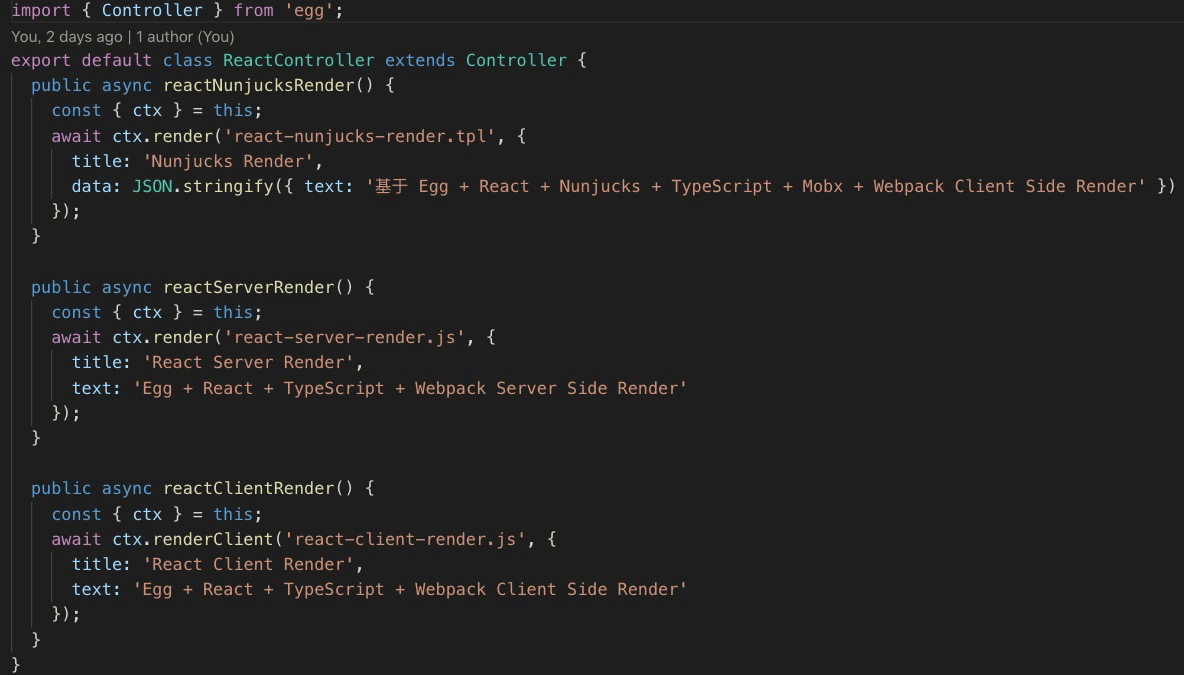 import { Controller } from 'egg';
You, 2 days ago | 1 author (You)
export default class ReactController extends Controller {
  public async reactNunjucksRender() {
    const { ctx } = this;
    await ctx.render('react-nunjucks-render.tpl', {
      title: 'Nunjucks Render',
      data: JSON.stringify({ text: '基于 Egg + React + Nunjucks + TypeScript + Mobx + Webpack Client Side Render' })
    });
  }

  public async reactServerRender() {
    const { ctx } = this;
    await ctx.render('react-server-render.js', {
      title: 'React Server Render',
      text: 'Egg + React + TypeScript + Webpack Server Side Render'
    });
  }

  public async reactClientRender() {
    const { ctx } = this;
    await ctx.renderClient('react-client-render.js', {
      title: 'React Client Render',
      text: 'Egg + React + TypeScript + Webpack Client Side Render'
    });
  }
}